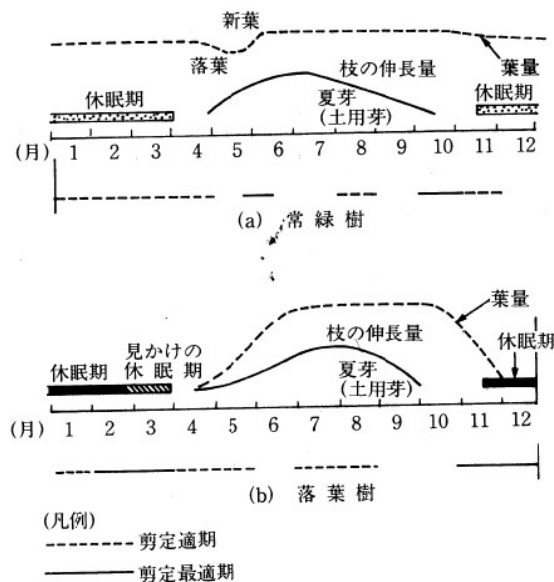 新葉
落葉
枝の伸長量
葉量
休眠期
夏芽
(土用芽)
休眠期
(月) 1 2 3 4 5 6 7 8 9 10 11 12
(a) 常緑樹
葉量
見かけの
休眠期
休眠期
枝の伸長量
休眠期
夏芽
(土用芽)
(月) 1 2 3 4 5 6 7 8 9 10 11 12
(b) 落葉樹
(凡例)
剪定適期
剪定最適期